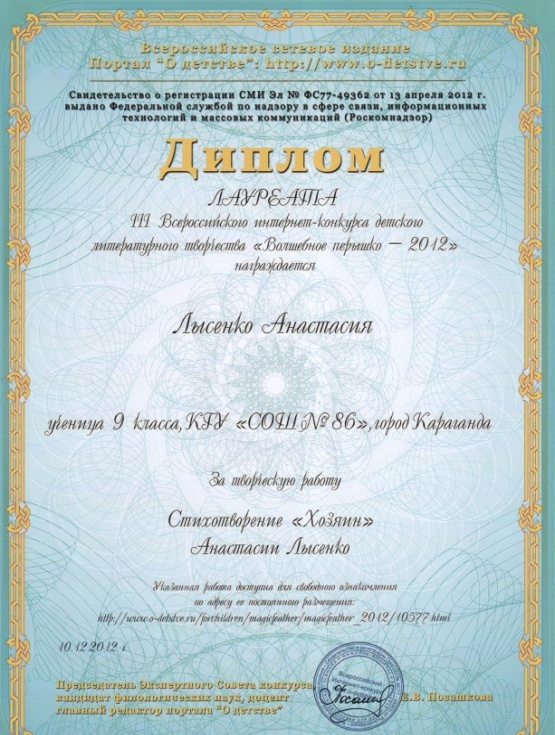 Всероссийское сетевое издание
Портал "О детстве": http://www.o-detstve.ru
Свидетельство о регистрации СМИ Эл № ФС77-49362 от 13 апреля 2012 г.
выдано Федеральной службой по надзору в сфере связи, информационных
технологий и массовых коммуникаций (Роскомнадзор)
Диплом
ЛАУРЕАТА
III Всероссийского интернет-конкурса детского
литературного творчества «Волшебное перышко – 2012»
награждается
Лысенко Анастасия
ученица 9 класса, КГУ «СОШ № 86», город Караганда
За творческую работу
Стихотворение «Хозяин»
Анастасии Лысенко
Указанная работа доступна для свободного ознакомления
по адресу ее постоянного размещения:
http://www.o-detstve.ru/forchildren/magicfeather/magicfeather_2012/10577.html
10.12.2012 г.
Председатель Экспертного Совета конкурса,
кандидат филологических наук, доцент
главный редактор портала "О детстве"
Е.В. Посашкова
Всероссийский